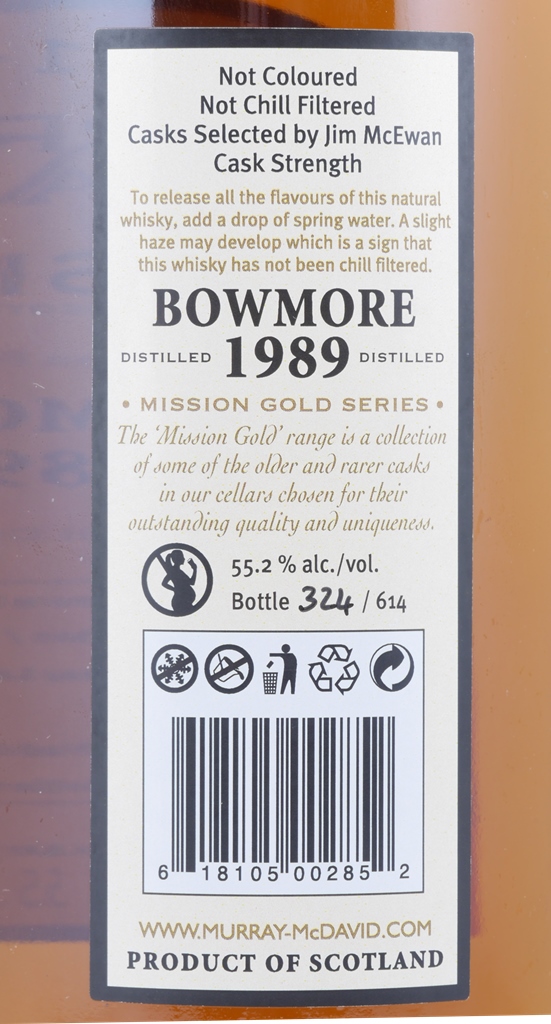 Not Coloured
Not Chill Filtered
Casks Selected by Jim McEwan
Cask Strength
To release all the flavours of this natural
whisky, add a drop of spring water. A slight
haze may develop which is a sign that
this whisky has not been chill filtered.
BOWMORE
DISTILLED 1989 DISTILLED
• MISSION GOLD SERIES •
The 'Mission Gold' range is a collection
of some of the older and rarer casks
in our cellars chosen for their
outstanding quality and uniqueness.
55.2 % alc./vol.
Bottle 324 / 614
6 18105 00285 2
WWW.MURRAY-McDAVID.COM
PRODUCT OF SCOTLAND